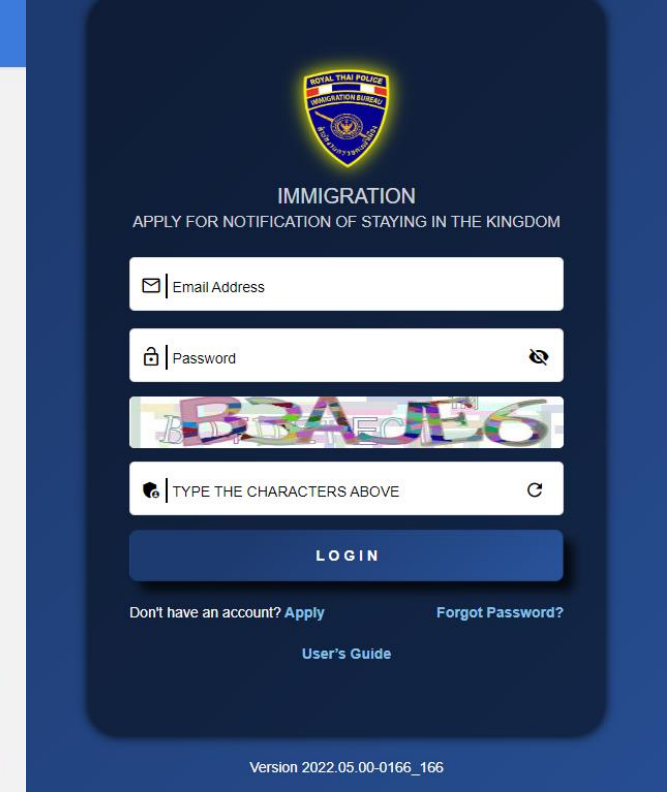 ROYAL THAI POLICE
IMMIGRATION BUREAU
IMMIGRATION
APPLY FOR NOTIFICATION OF STAYING IN THE KINGDOM
Email Address
Password
TYPE THE CHARACTERS ABOVE
LOGIN
Don't have an account? Apply
Forgot Password?
User's Guide
Version 2022.05.00-0166_166